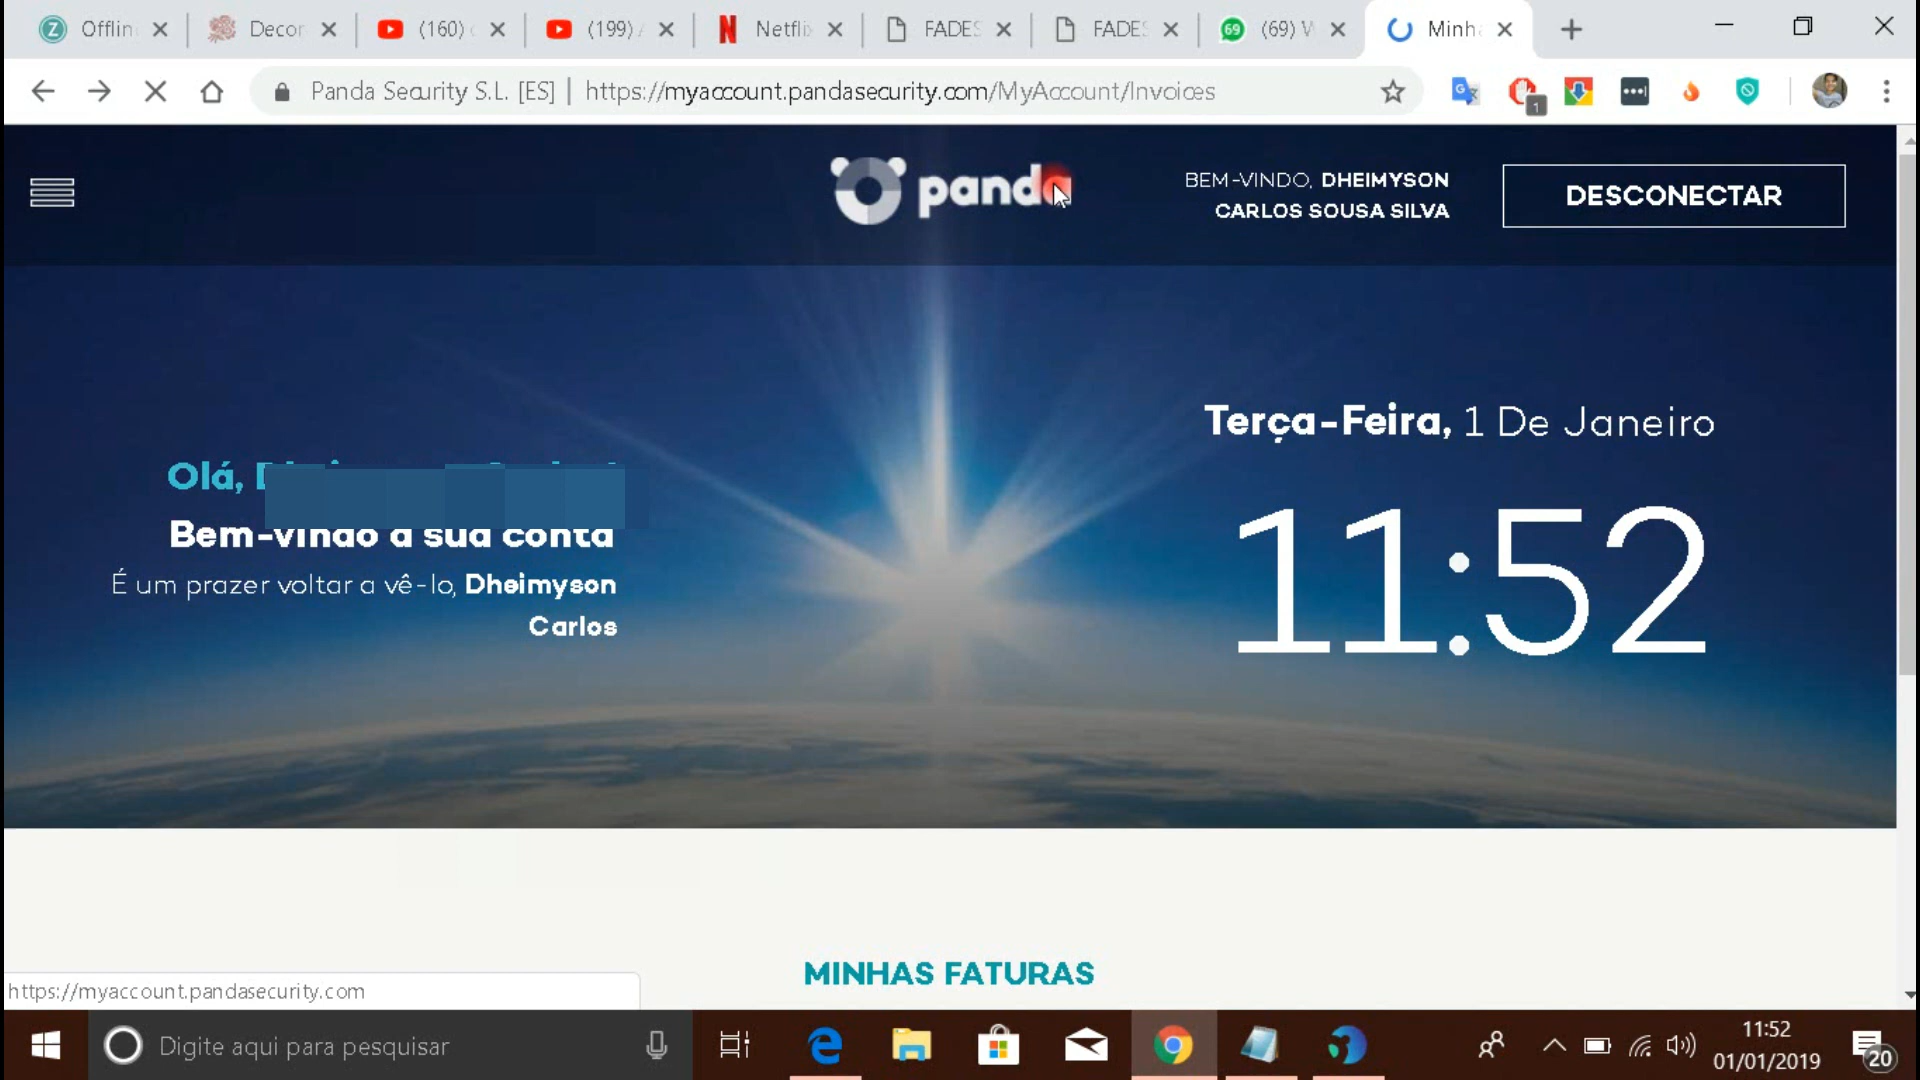 Offlin
Decor
(160)
(199)
Netfli
FADES
FADE
(69) W
Minh
Panda Security S.L. [ES] | https://myaccount.pandasecurity.com/MyAccount/Invoices
1
panda
BEM-VINDO, DHEIMYSON
CARLOS SOUSA SILVA
DESCONECTAR
Terça-Feira, 1 De Janeiro
11:52
Olá,
Bem-vindo a sua conta
É um prazer voltar a vê-lo, Dheimyson
Carlos
MINHAS FATURAS
https://myaccount.pandasecurity.com
Digite aqui para pesquisar
11:52
01/01/2019
20